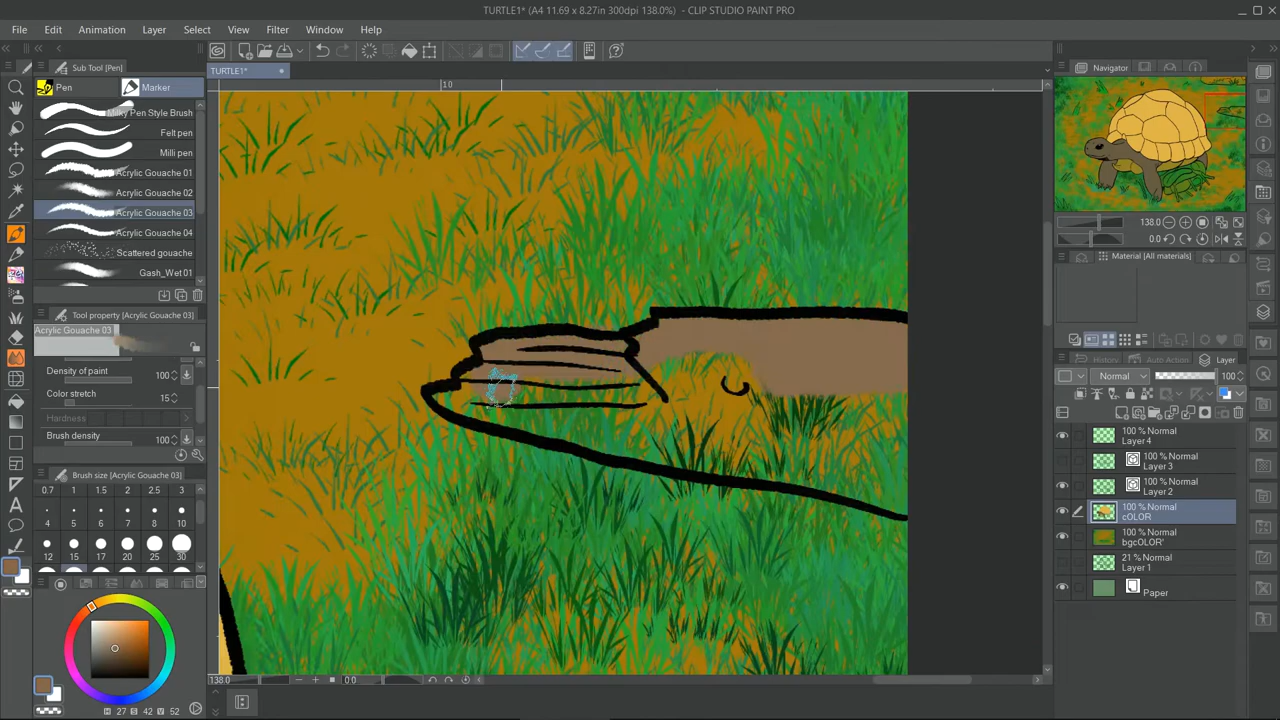 TURTLE1* (A4 11.69 x 8.27in 300dpi 138.0%) - CLIP STUDIO PAINT PRO
File Edit Animation Layer Select View Filter Window Help
Sub Tool [Pen]
Pen Marker
Milky Pen Style Brush
Felt pen
Milli pen
Acrylic Gouache 01
Acrylic Gouache 02
Acrylic Gouache 03
Acrylic Gouache 04
Scattered gouache
Gash_Wet 01
Tool property [Acrylic Gouache 03]
Acrylic Gouache 03
Density of paint 100
Color stretch 15
Hardness
Brush density 100
Brush size [Acrylic Gouache 03]
0.7 1 1.5 2 2.5 3
4 5 6 7 8 10
12 15 17 20 25 30
H 27 S 42 V 52
TURTLE1*
10
138.0 0.0
Navigator
138.0
0.0
Material [All materials]
History Auto Action Layer
Normal 100
100 % Normal
Layer 4
100 % Normal
Layer 3
100 % Normal
Layer 2
100 % Normal
cOLOR
100 % Normal
bgcOLOR'
21 % Normal
Layer 1
Paper